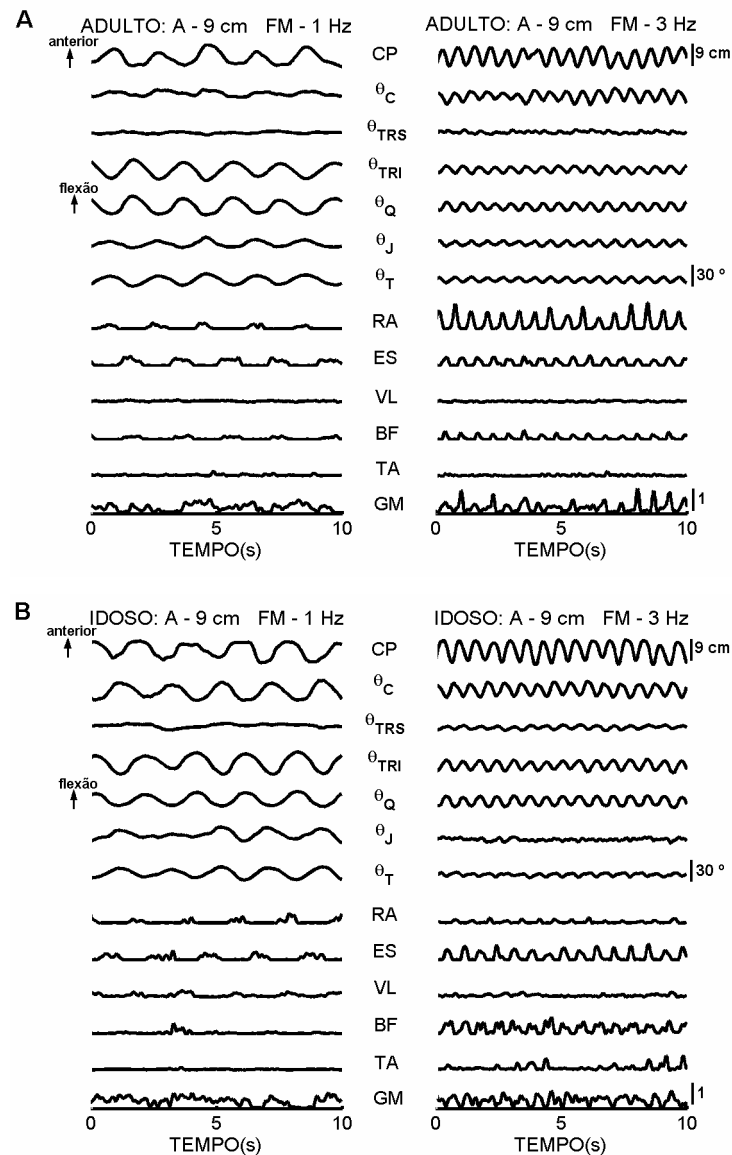 A
ADULTO: A - 9 cm FM - 1 Hz
ADULTO: A - 9 cm FM - 3 Hz
anterior
CP
9 cm
θC
θTRS
θTRI
flexão
θQ
θJ
θT
30 º
RA
ES
VL
BF
TA
GM
1
0 5 10
0 5 10
TEMPO(s)
TEMPO(s)
B
IDOSO: A - 9 cm FM - 1 Hz
IDOSO: A - 9 cm FM - 3 Hz
anterior
CP
9 cm
θC
θTRS
θTRI
flexão
θQ
θJ
θT
30 º
RA
ES
VL
BF
TA
GM
1
0 5 10
0 5 10
TEMPO(s)
TEMPO(s)